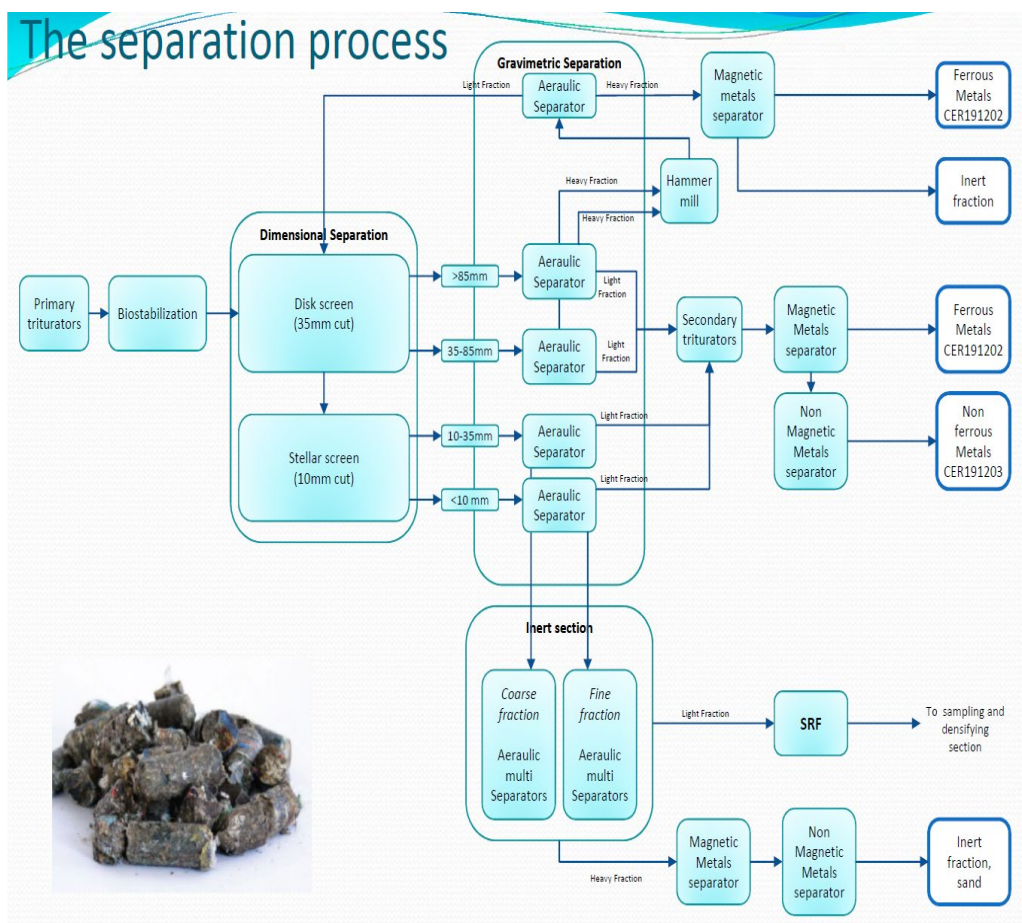 The separation process
Gravimetric Separation
Light Fraction
Aeraulic
Separator
Heavy Fraction
Magnetic
metals
separator
Ferrous
Metals
CER191202
Heavy Fraction
Hammer
mill
Inert
fraction
Heavy Fraction
Dimensional Separation
Primary
triturators
Biostabilization
Disk screen
(35mm cut)
>85mm
Aeraulic
Separator
Light
Fraction
35-85mm
Aeraulic
Separator
Light
Fraction
Secondary
triturators
Magnetic
Metals
separator
Ferrous
Metals
CER191202
Stellar screen
(10mm cut)
10-35mm
Aeraulic
Separator
Light Fraction
Non
Magnetic
Metals
separator
Non
ferrous
Metals
CER191203
<10 mm
Aeraulic
Separator
Light Fraction
Inert section
Coarse
fraction
Aeraulic
multi
Separators
Fine
fraction
Aeraulic
multi
Separators
Light Fraction
SRF
To sampling and
densifying
section
Heavy Fraction
Magnetic
Metals
separator
Non
Magnetic
Metals
separator
Inert
fraction,
sand